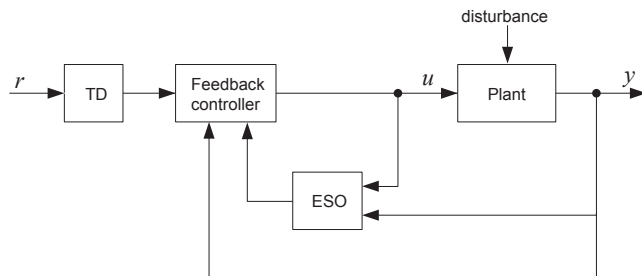 disturbance
r
TD
Feedback
controller
u
Plant
y
ESO